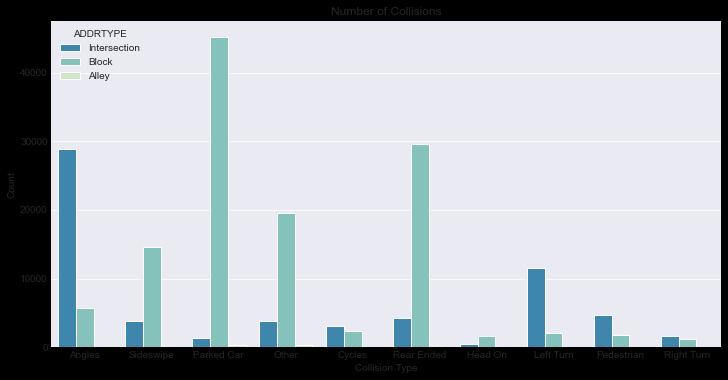 Number of Collisions
ADDRTYPE
Intersection
Block
Alley
Count
40000
30000
20000
10000
0
Angles Sideswipe Parked Car Other Cycles Rear Ended Head On Left Turn Pedestrian Right Turn
Collision Type